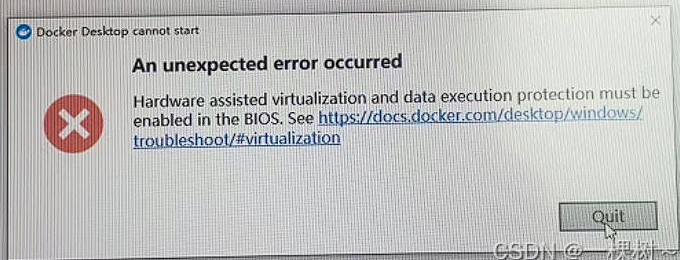 Docker Desktop cannot start
An unexpected error occurred
Hardware assisted virtualization and data execution protection must be
enabled in the BIOS. See https://docs.docker.com/desktop/windows/
troubleshoot/#virtualization
Quit
CSDN @一棵树~